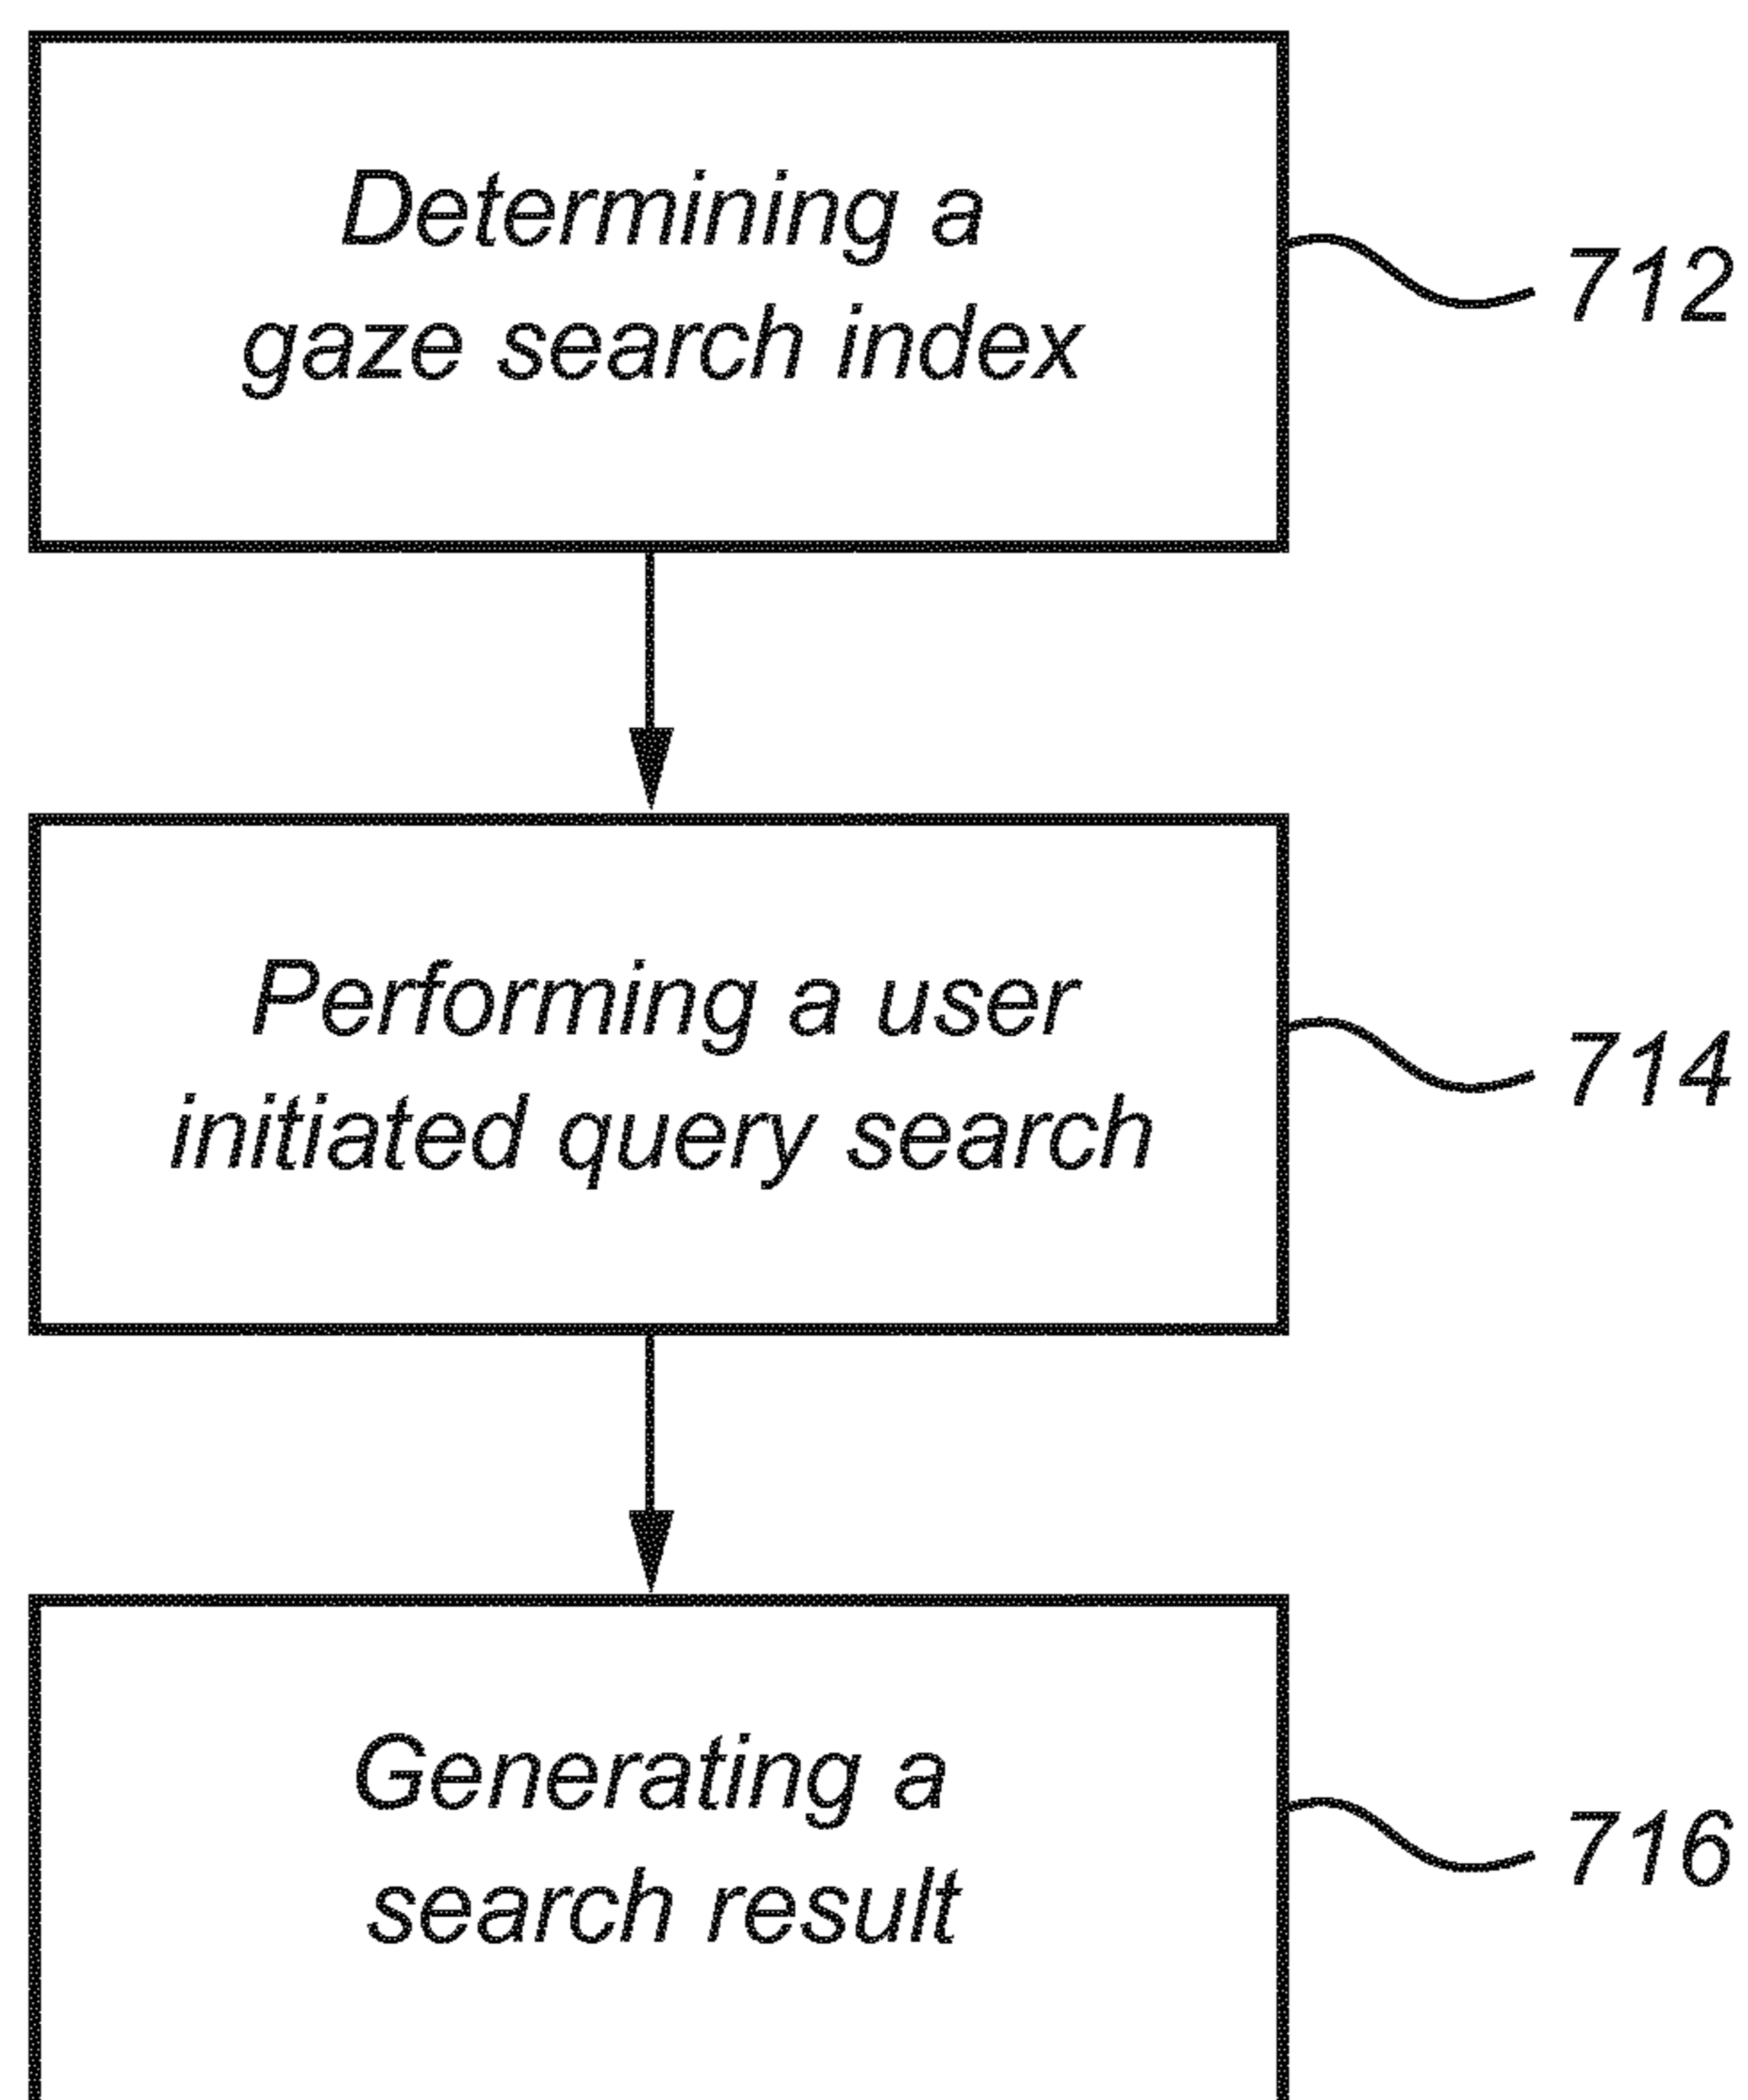 Determining a
gaze search index
712
Performing a user
initiated query search
714
Generating a
search result
716